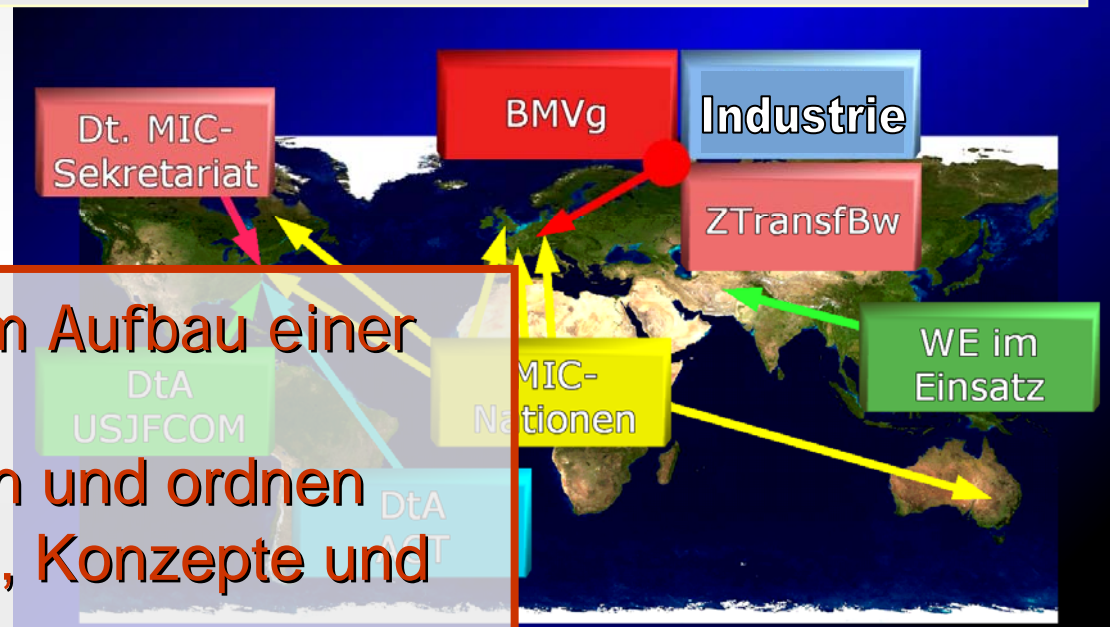 BMVg
Industrie
Dt. MIC-
Sekretariat
ZTransfBw
WE im
Einsatz
MIC-
Nationen
DtA
USJFCOM
DtA
ACT
Aufbau einer
und ordnen
, Konzepte und